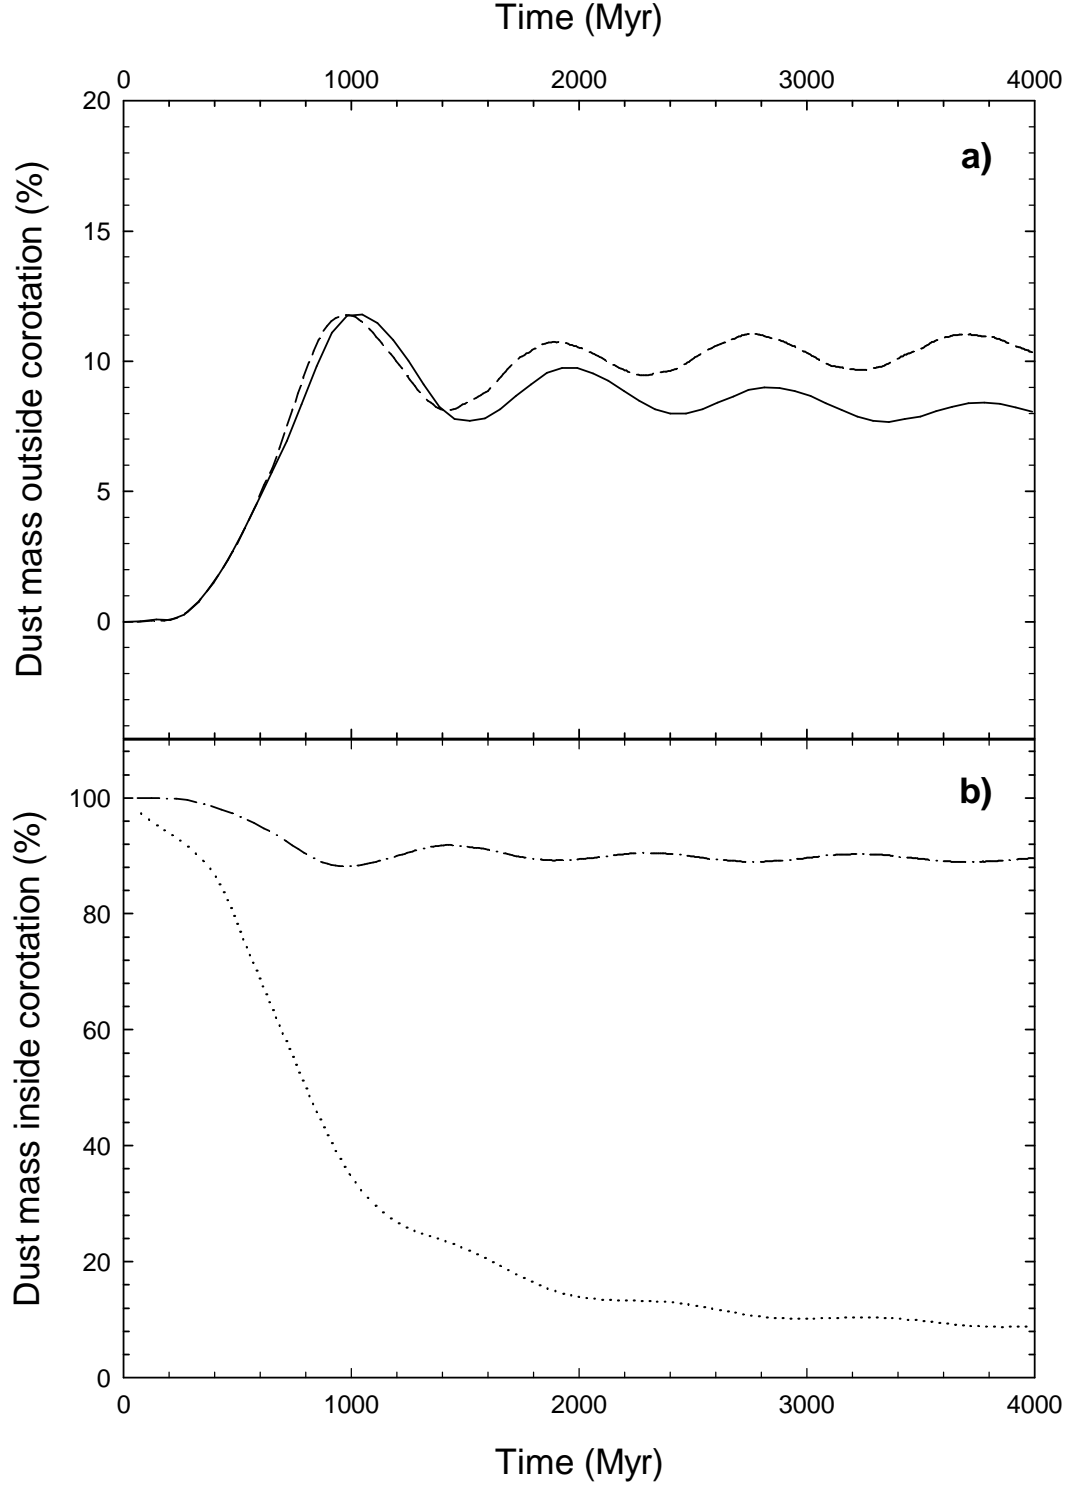 Time (Myr)
0 1000 2000 3000 4000
20
a)
15
10
5
0
Dust mass outside corotation (%)
b)
100
80
60
40
20
0
Dust mass inside corotation (%)
0 1000 2000 3000 4000
Time (Myr)